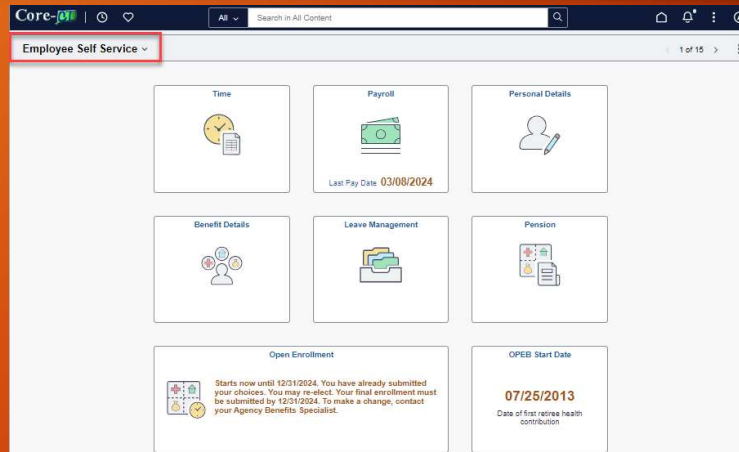 Core-CT
All
Search in All Content
Employee Self Service
1 of 15
Time
Payroll
Personal Details
Last Pay Date 03/08/2024
Benefit Details
Leave Management
Pension
Open Enrollment
OPEB Start Date
Starts now until 12/31/2024. You have already submitted
your choices. You may re-elect. Your final enrollment must
be submitted by 12/31/2024. To make a change, contact
your Agency Benefits Specialist.
07/25/2013
Date of first retiree health
contribution